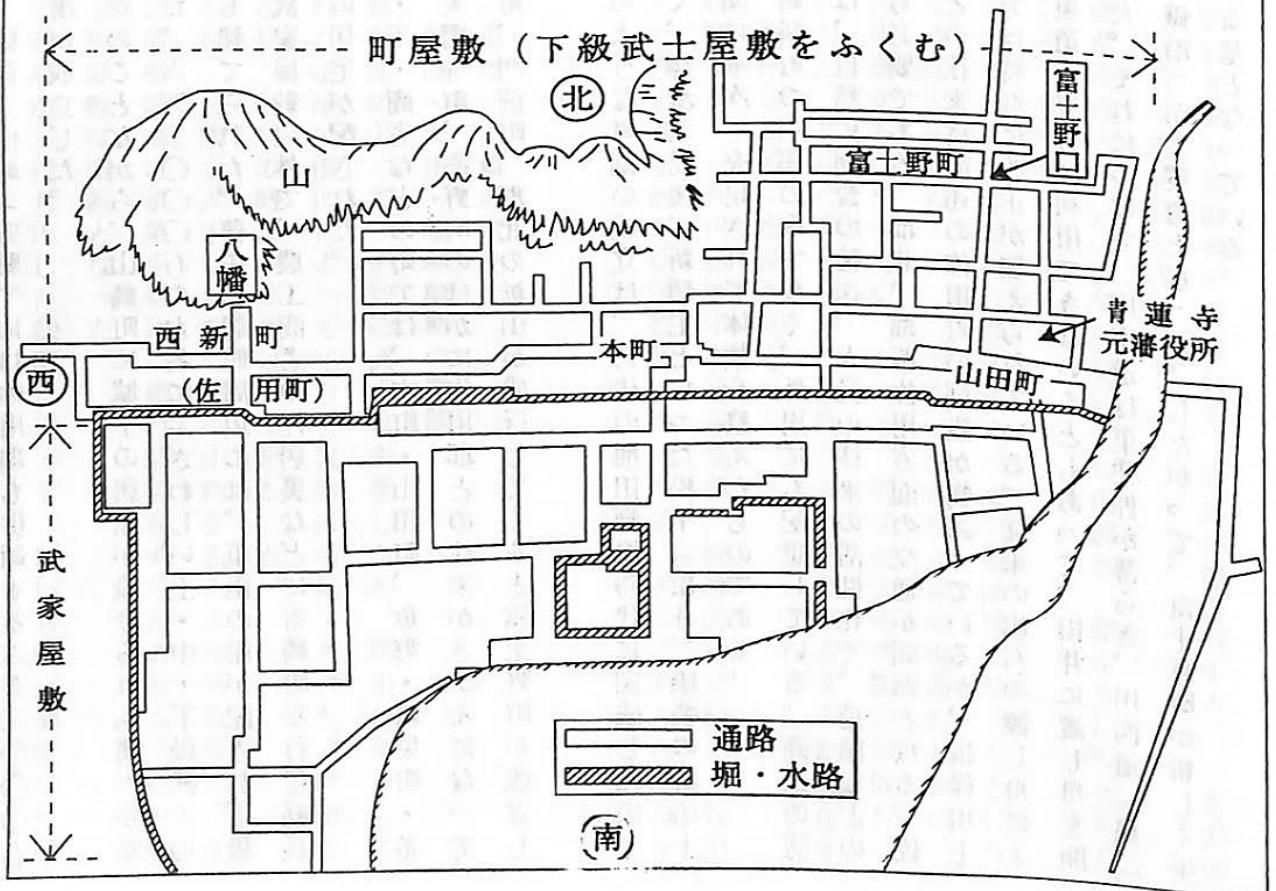 町屋敷(下級武士屋敷をふくむ)
北
富士野口
富士野町
山
八幡
青蓮寺
元藩役所
西新町
本町
西
(佐用町)
山田町
武家屋敷
通路
堀・水路
南